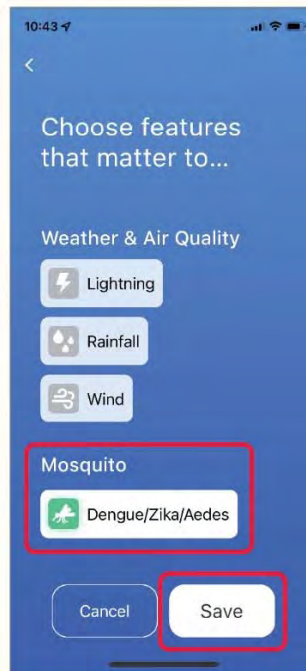 10:43
Choose features
that matter to...
Weather & Air Quality
Lightning
Rainfall
Wind
Mosquito
Dengue/Zika/Aedes
Cancel
Save